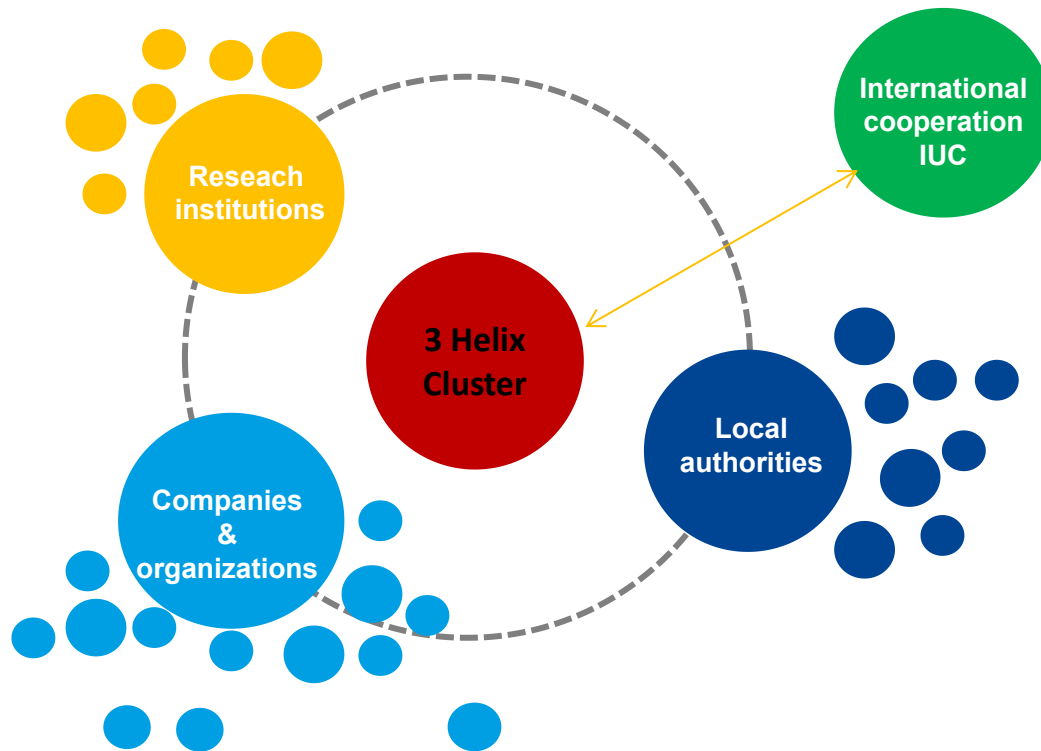 International
cooperation
IUC
Reseach
institutions
3 Helix
Cluster
Local
authorities
Companies
&
organizations